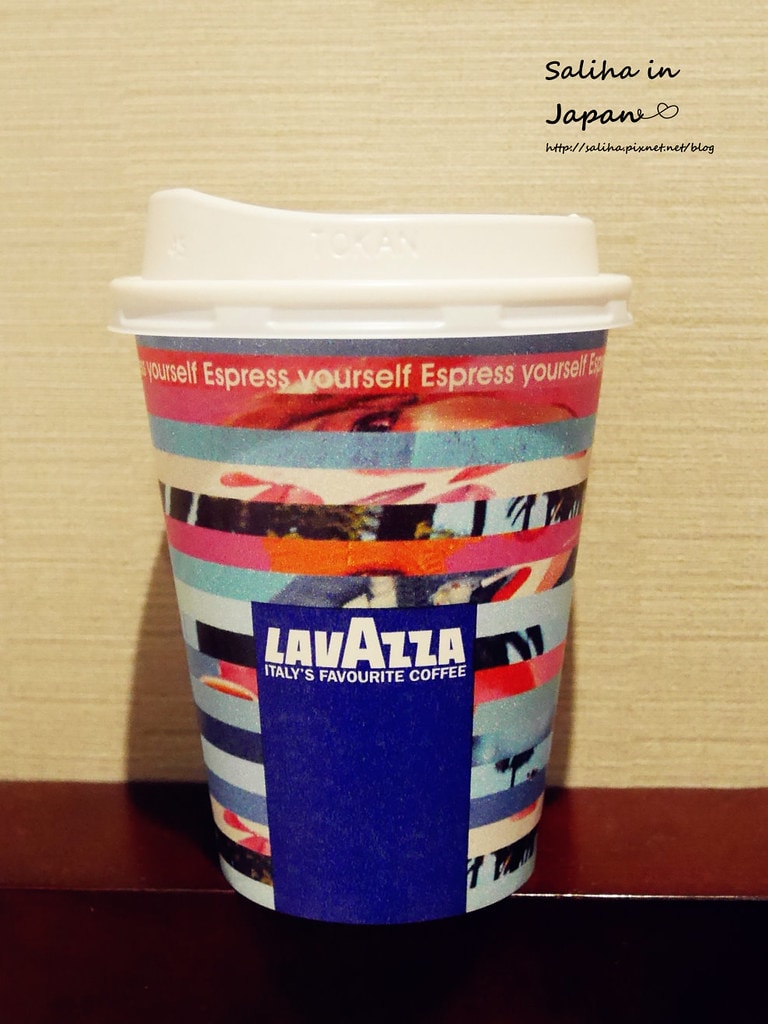 Saliha in
Japan
http://saliha.pixnet.net/blog
TOKAN
yourself Espress yourself Espress yourself
LAVAZZA
ITALY'S FAVOURITE COFFEE